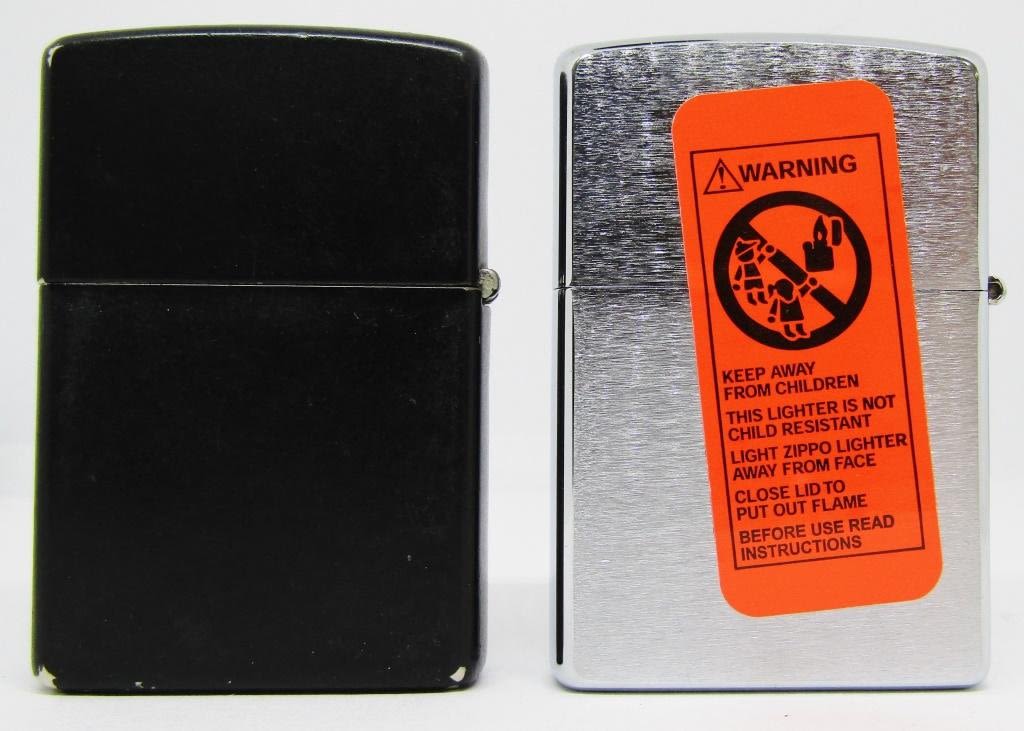 WARNING
KEEP AWAY
FROM CHILDREN
THIS LIGHTER IS NOT
CHILD RESISTANT
LIGHT ZIPPO LIGHTER
AWAY FROM FACE
CLOSE LID TO
PUT OUT FLAME
BEFORE USE READ
INSTRUCTIONS